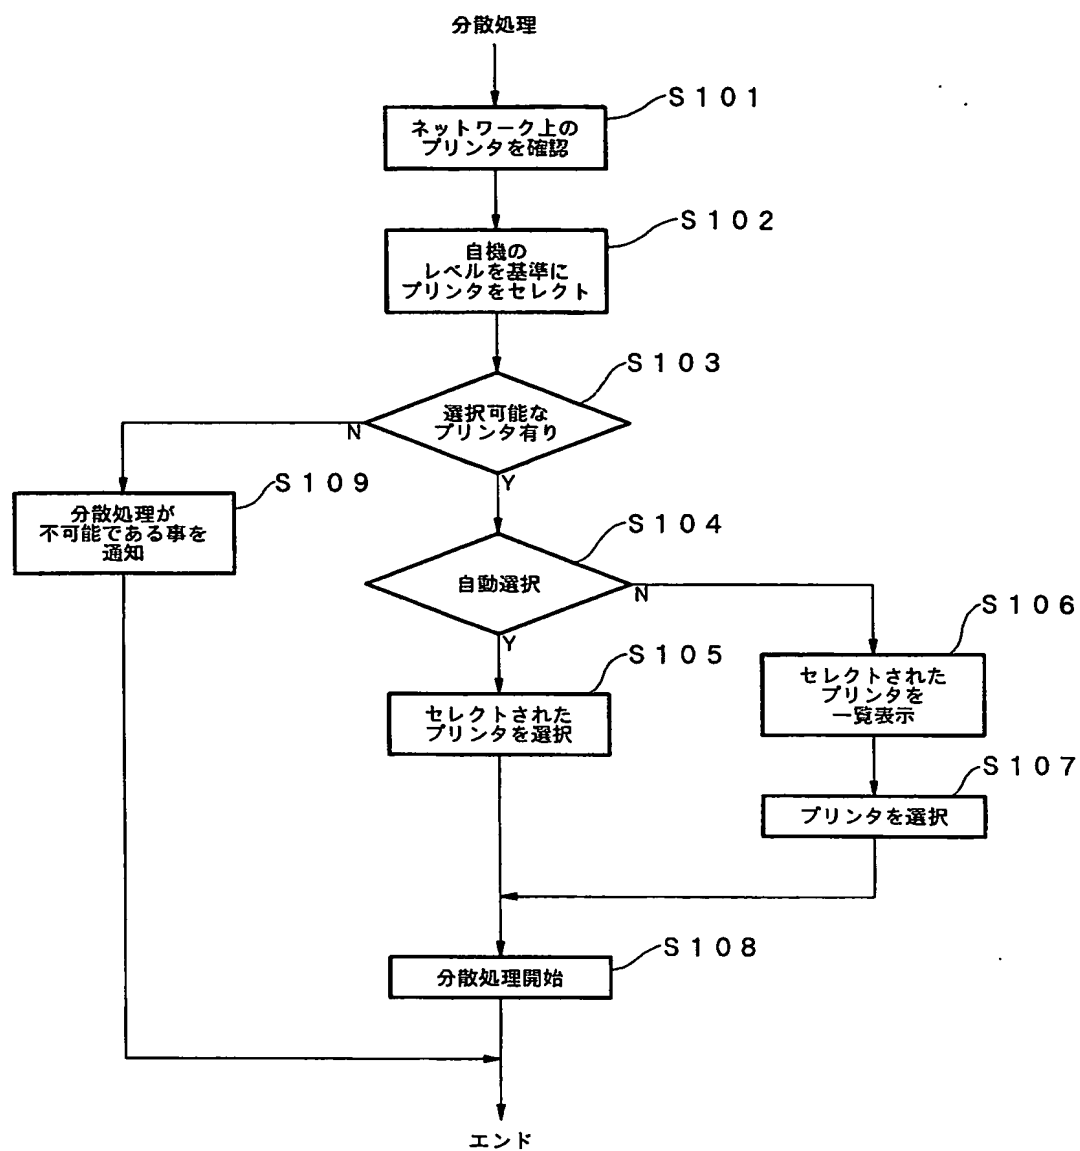 分散処理
S101
ネットワーク上の
プリンタを確認
S102
自機の
レベルを基準に
プリンタをセレクト
S103
選択可能な
プリンタ有り
N
Y
S109
分散処理が
不可能である事を
通知
S104
自動選択
N
Y
S105
セレクトされた
プリンタを選択
S106
セレクトされた
プリンタを
一覧表示
S107
プリンタを選択
S108
分散処理開始
エンド